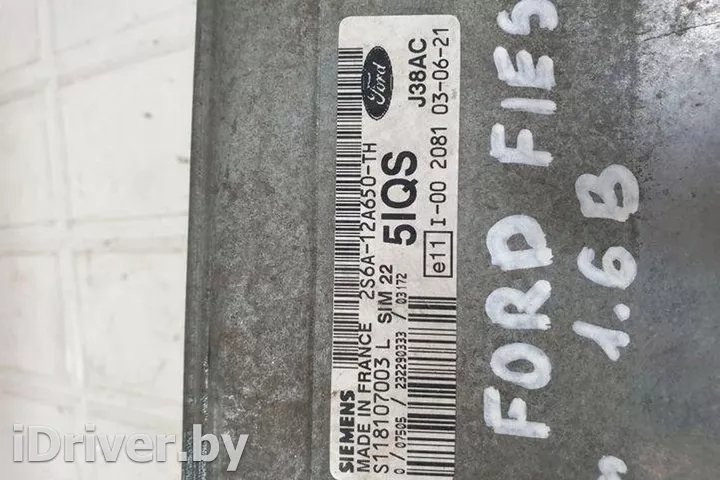 SIEMENS
MADE IN FRANCE 2S6A-12A650-TH
S118107003 L SIM 22 5IQS
0 / 07505 / 232290333 / 03172
Ford
J38AC
e11 I-00 2081 03-06-21
FORD FIES
1.6 B
iDriver.by